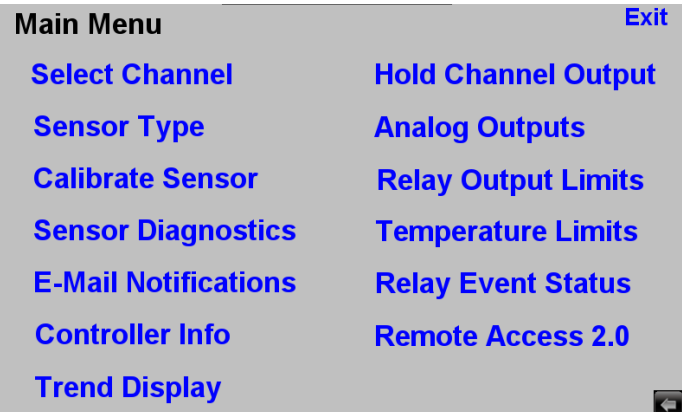 Main Menu
Exit
Select Channel
Sensor Type
Calibrate Sensor
Sensor Diagnostics
E-Mail Notifications
Controller Info
Trend Display
Hold Channel Output
Analog Outputs
Relay Output Limits
Temperature Limits
Relay Event Status
Remote Access 2.0